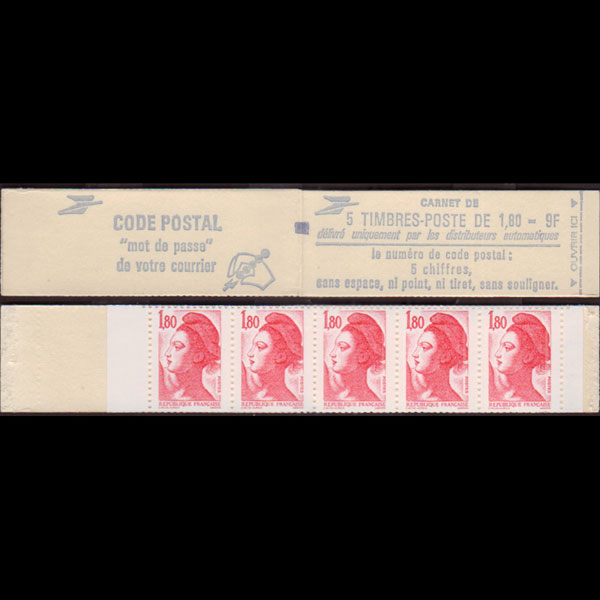 CODE POSTAL
"mot de passe"
de votre courrier
CARNET DE
5 TIMBRES-POSTE DE 1,80 = 9F
délivré uniquement par les distributeurs automatiques
le numéro de code postal :
5 chiffres,
sans espace, ni point, ni tiret, sans souligner.
OUVRIR ICI
1,80
1,80
1,80
1,80
1,80
REPUBLIQUE FRANÇAISE
REPUBLIQUE FRANÇAISE
REPUBLIQUE FRANÇAISE
REPUBLIQUE FRANÇAISE
REPUBLIQUE FRANÇAISE